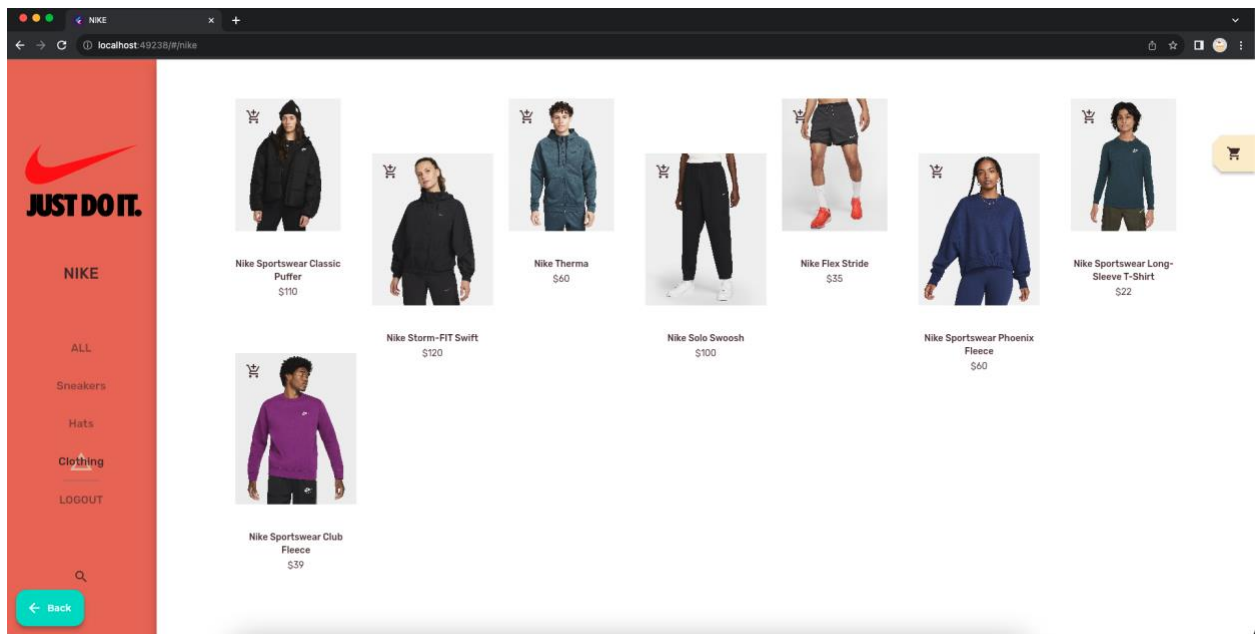 NIKE
localhost:49238/#/nike
JUST DO IT.
NIKE
ALL
Sneakers
Hats
Clothing
LOGOUT
Back
Nike Sportswear Classic
Puffer
$110
Nike Storm-FIT Swift
$120
Nike Therma
$60
Nike Solo Swoosh
$100
Nike Flex Stride
$35
Nike Sportswear Phoenix
Fleece
$60
Nike Sportswear Long-
Sleeve T-Shirt
$22
Nike Sportswear Club
Fleece
$39